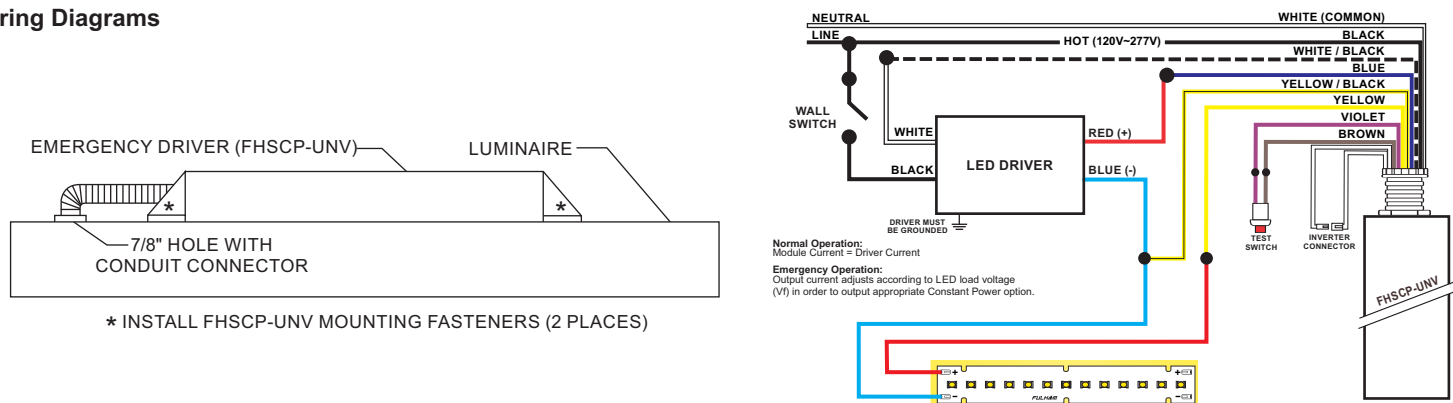 ring Diagrams
EMERGENCY DRIVER (FHSCP-UNV)
LUMINAIRE
*
*
7/8" HOLE WITH
CONDUIT CONNECTOR
* INSTALL FHSCP-UNV MOUNTING FASTENERS (2 PLACES)
NEUTRAL
WHITE (COMMON)
LINE
BLACK
HOT (120V~277V)
WHITE / BLACK
BLUE
YELLOW / BLACK
YELLOW
VIOLET
BROWN
WALL
SWITCH
WHITE
BLACK
LED DRIVER
RED (+)
BLUE (-)
DRIVER MUST
BE GROUNDED
TEST
SWITCH
INVERTER
CONNECTOR
Normal Operation:
Module Current = Driver Current
Emergency Operation:
Output current adjusts according to LED load voltage
(Vf) in order to output appropriate Constant Power option.
FHSCP-UNV
+
+
-
-
FULHAM